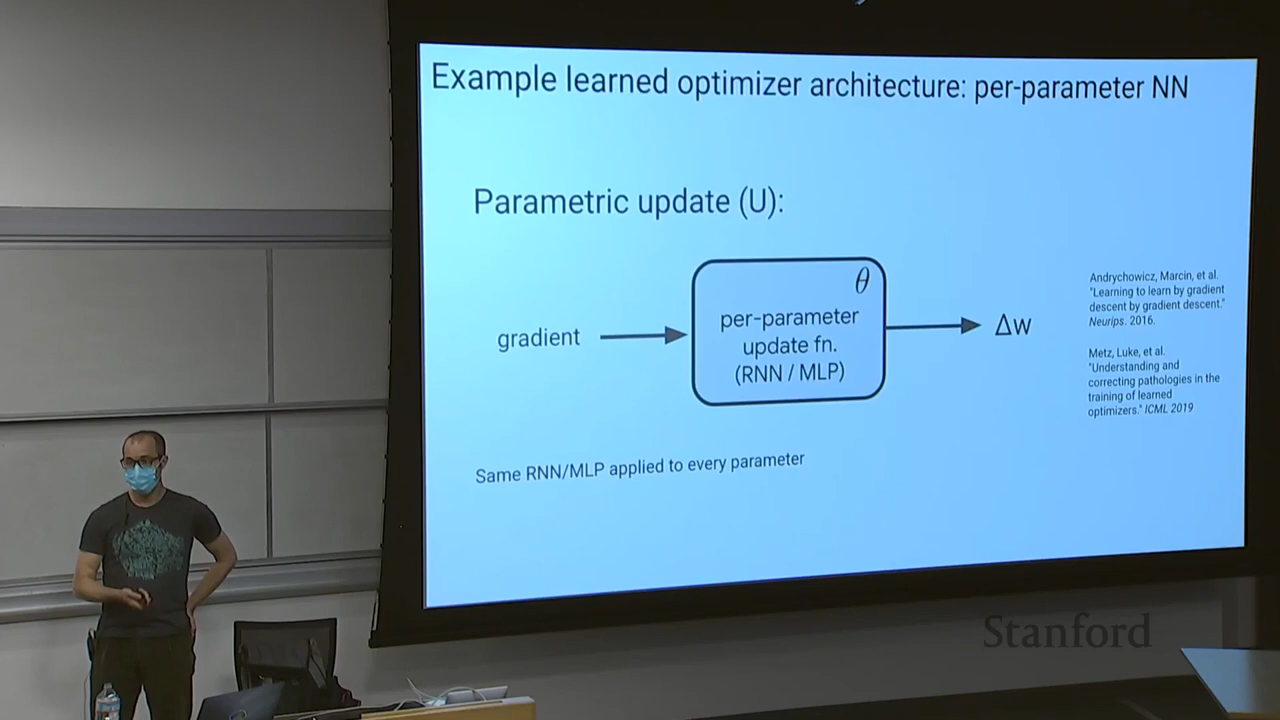 Example learned optimizer architecture: per-parameter NN
Parametric update (U):
gradient
θ
per-parameter
update fn.
(RNN / MLP)
Δw
Andrychowicz, Marcin, et al.
"Learning to learn by gradient
descent by gradient descent."
Neurips. 2016.
Metz, Luke, et al.
"Understanding and
correcting pathologies in the
training of learned
optimizers." ICML 2019
Same RNN/MLP applied to every parameter
Stanford